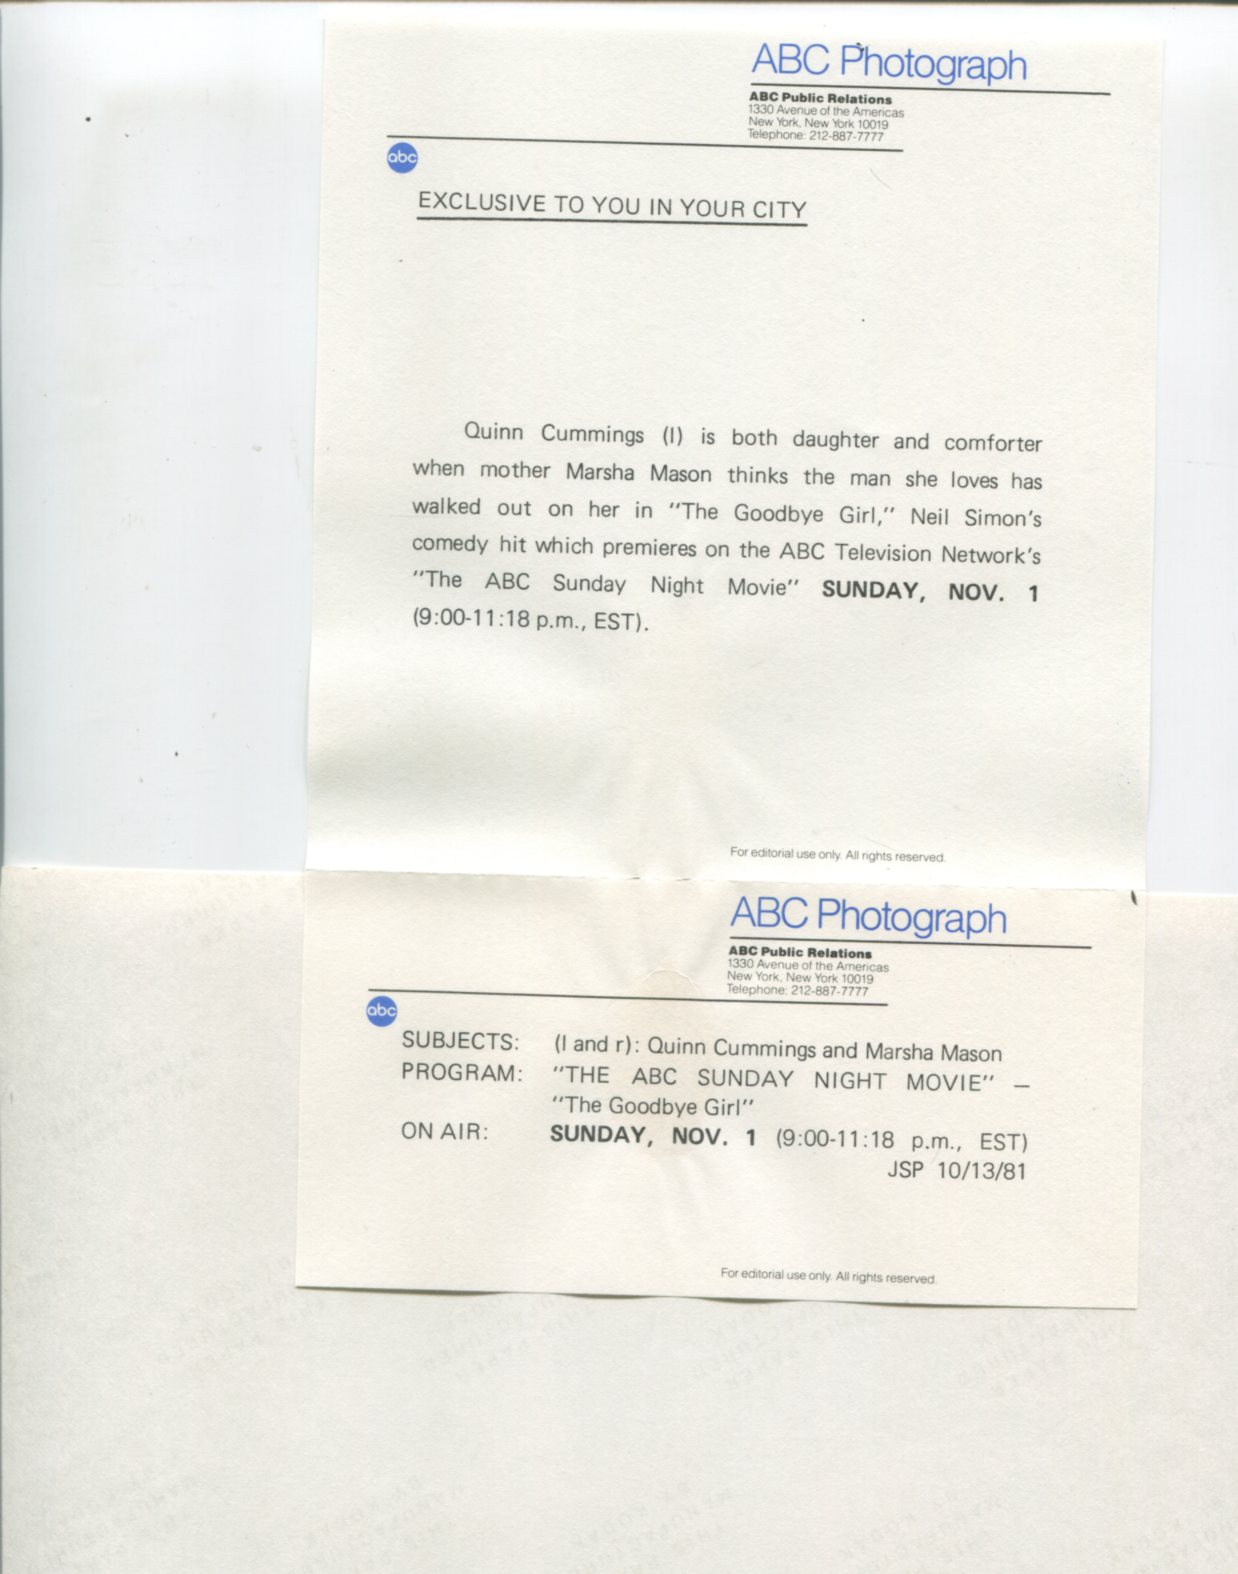 ABC Photograph
ABC Public Relations
1330 Avenue of the Americas
New York, New York 10019
Telephone: 212-887-7777
abc
EXCLUSIVE TO YOU IN YOUR CITY
Quinn Cummings (l) is both daughter and comforter
when mother Marsha Mason thinks the man she loves has
walked out on her in ‘‘The Goodbye Girl,’’ Neil Simon’s
comedy hit which premieres on the ABC Television Network’s
‘‘The ABC Sunday Night Movie’’ SUNDAY, NOV. 1
(9:00-11:18 p.m., EST).
For editorial use only. All rights reserved.
ABC Photograph
ABC Public Relations
1330 Avenue of the Americas
New York, New York 10019
Telephone: 212-887-7777
abc
SUBJECTS: (l and r): Quinn Cummings and Marsha Mason
PROGRAM: ‘‘THE ABC SUNDAY NIGHT MOVIE’’ —
‘‘The Goodbye Girl’’
ON AIR: SUNDAY, NOV. 1 (9:00-11:18 p.m., EST)
JSP 10/13/81
For editorial use only. All rights reserved.